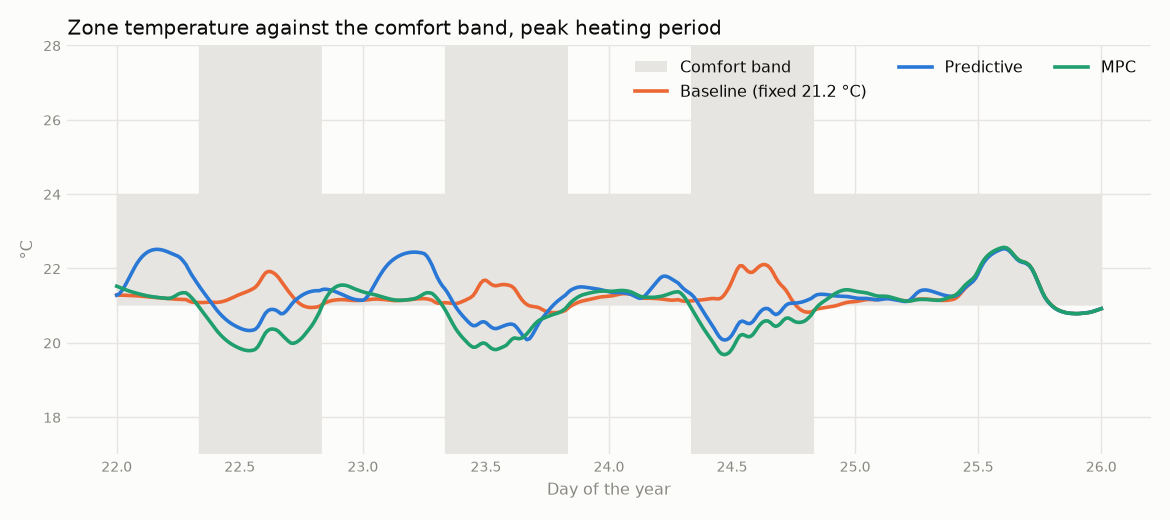 Zone temperature against the comfort band, peak heating period
Comfort band
Baseline (fixed 21.2 °C)
Predictive
MPC
28
26
24
22
20
18
°C
22.0
22.5
23.0
23.5
24.0
24.5
25.0
25.5
26.0
Day of the year